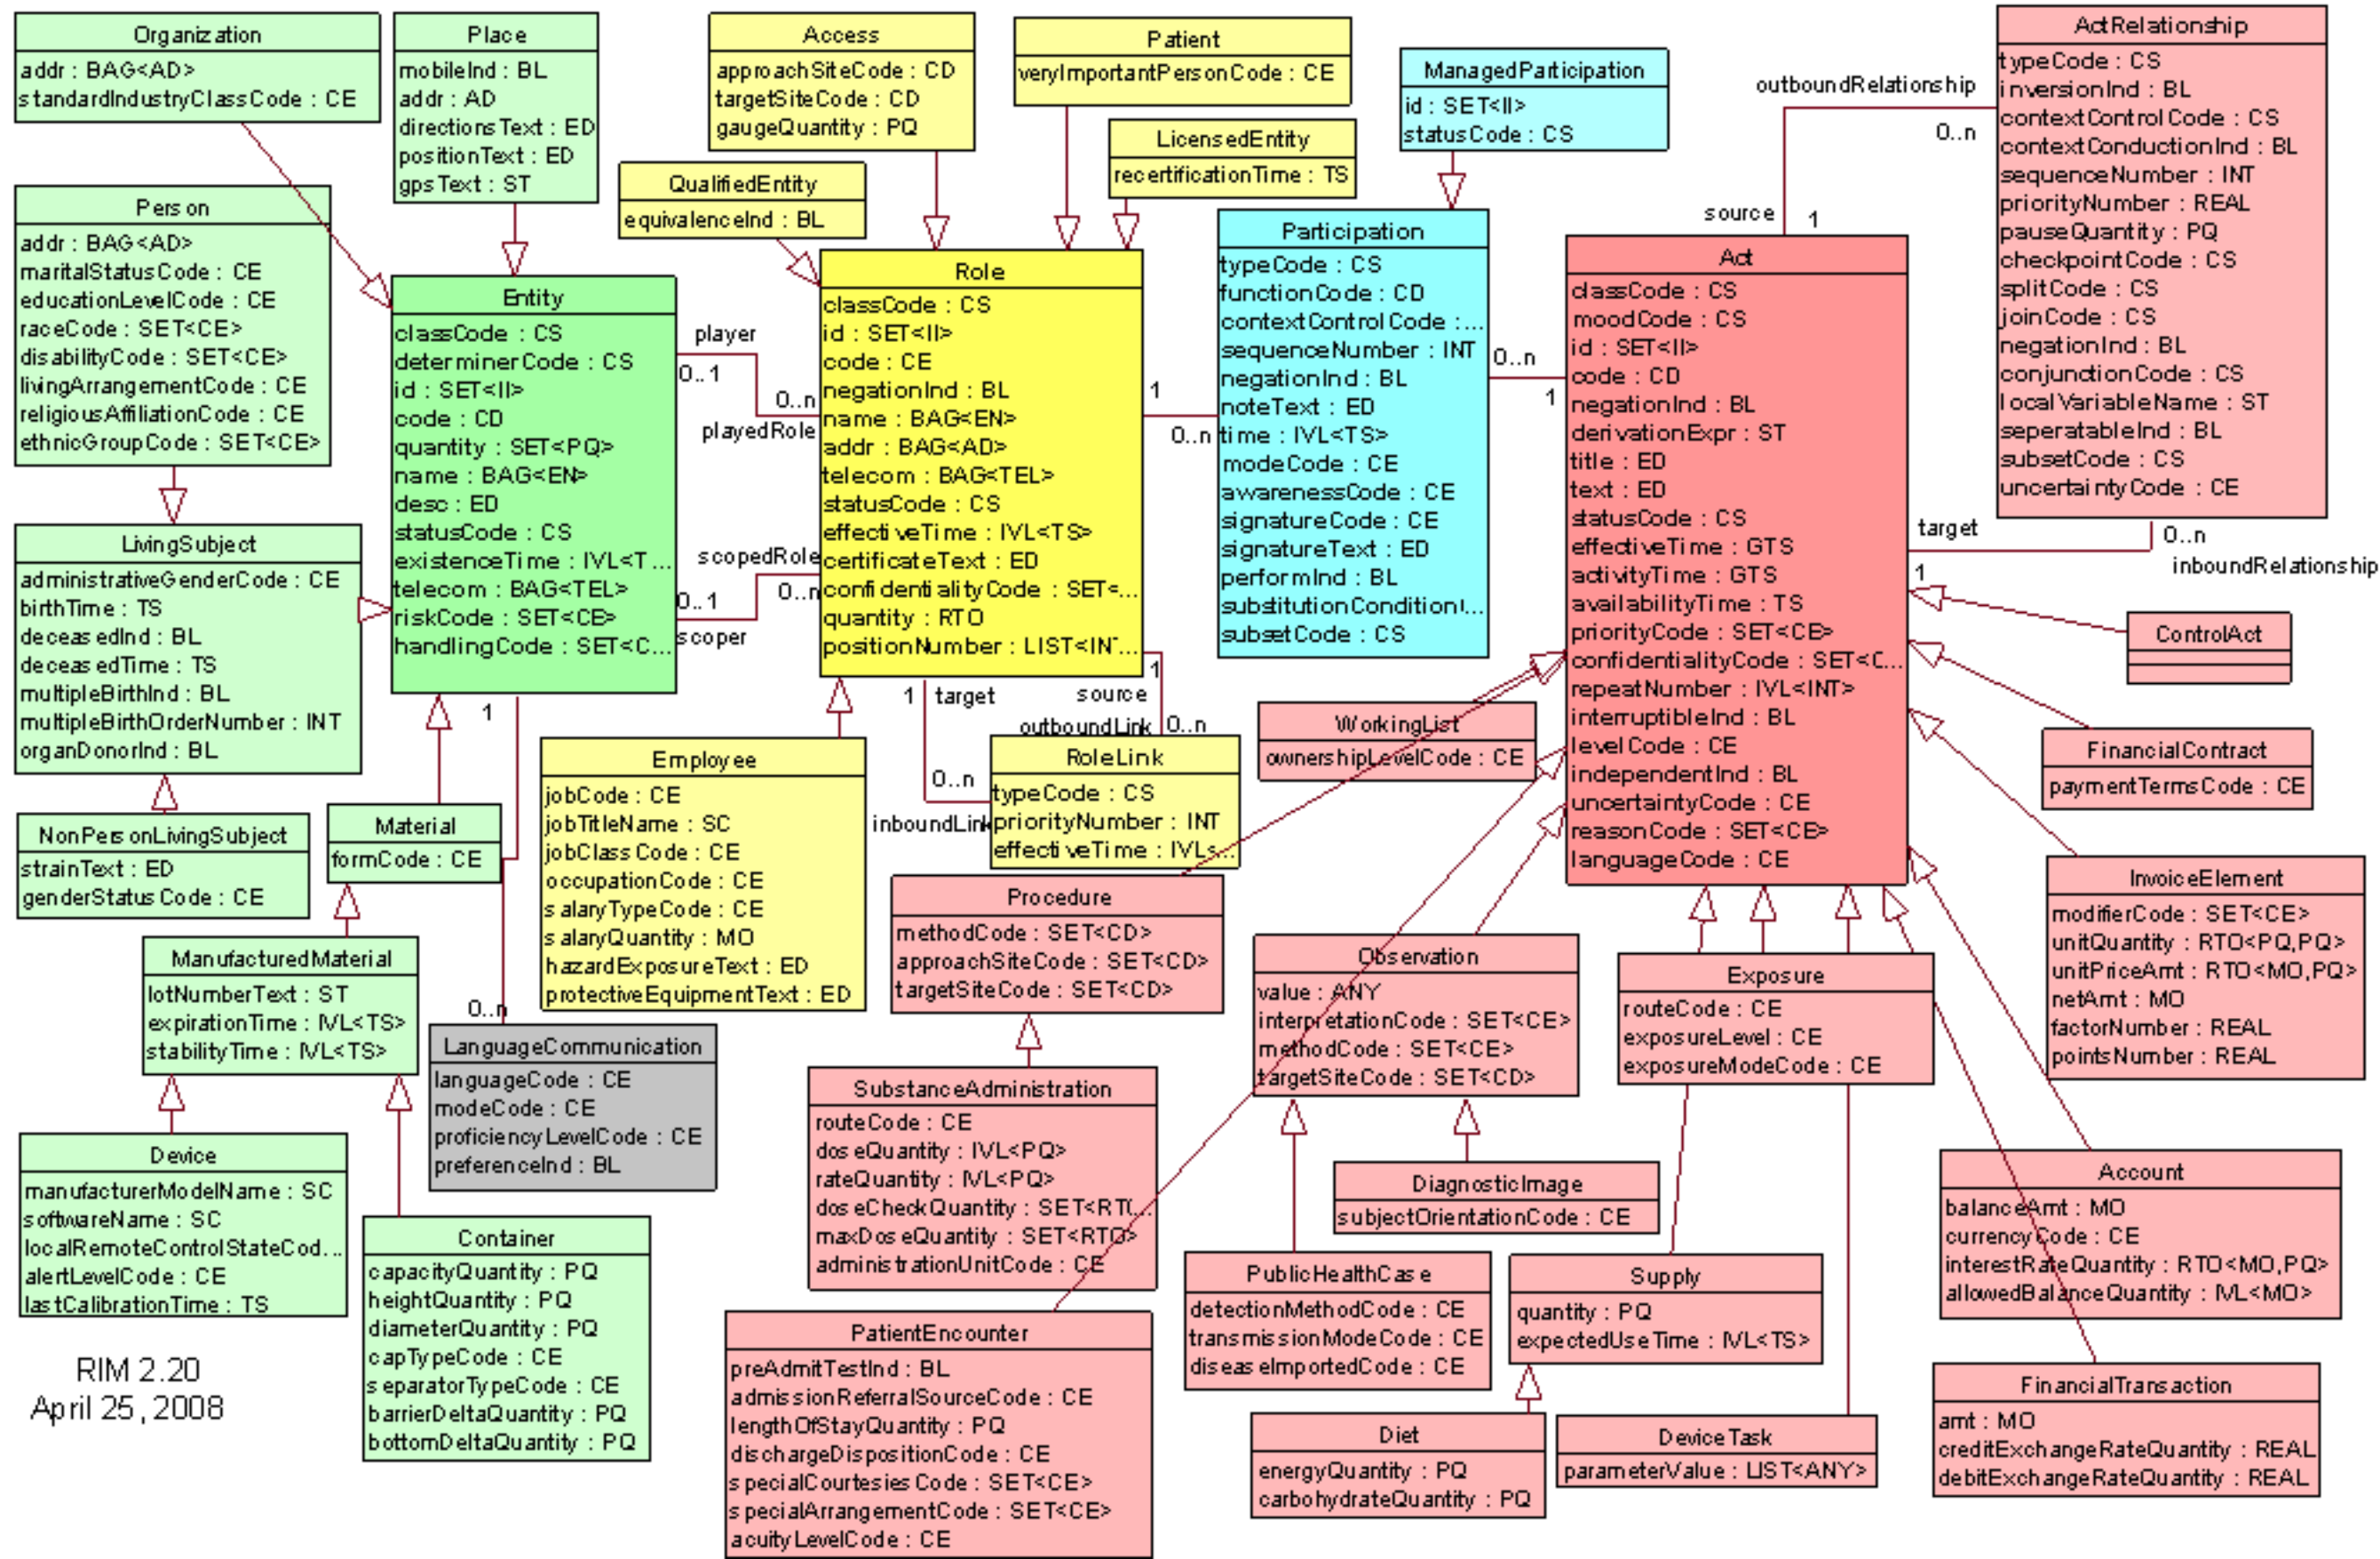 Organization
addr : BAG<AD>
standardIndustryClassCode : CE
Place
mobileInd : BL
addr : AD
directionsText : ED
positionText : ED
gpsText : ST
Access
approachSiteCode : CD
targetSiteCode : CD
gaugeQuantity : PQ
Patient
veryImportantPersonCode : CE
LicensedEntity
recertificationTime : TS
QualifiedEntity
equivalenceInd : BL
ManagedParticipation
id : SET<II>
statusCode : CS
ActRelationship
typeCode : CS
inversionInd : BL
contextControlCode : CS
contextConductionInd : BL
sequenceNumber : INT
priorityNumber : REAL
pauseQuantity : PQ
checkpointCode : CS
splitCode : CS
joinCode : CS
negationInd : BL
conjunctionCode : CS
localVariableName : ST
seperatableInd : BL
subsetCode : CS
uncertaintyCode : CE
outboundRelationship
0..n
source
1
Person
addr : BAG<AD>
maritalStatusCode : CE
educationLevelCode : CE
raceCode : SET<CE>
disabilityCode : SET<CE>
livingArrangementCode : CE
religiousAffiliationCode : CE
ethnicGroupCode : SET<CE>
Entity
classCode : CS
determinerCode : CS
id : SET<II>
code : CD
quantity : SET<PQ>
name : BAG<EN>
desc : ED
statusCode : CS
existenceTime : IVL<T...
telecom : BAG<TEL>
riskCode : SET<CE>
handlingCode : SET<C...
player
0..1
0..n
playedRole
scopedRole
0..n
0..1
scoper
Role
classCode : CS
id : SET<II>
code : CE
negationInd : BL
name : BAG<EN>
addr : BAG<AD>
telecom : BAG<TEL>
statusCode : CS
effectiveTime : IVL<TS>
certificateText : ED
confidentialityCode : SET<...
quantity : RTO
positionNumber : LIST<INT...
1
0..n
Participation
typeCode : CS
functionCode : CD
contextControlCode :...
sequenceNumber : INT
negationInd : BL
noteText : ED
time : IVL<TS>
modeCode : CE
awarenessCode : CE
signatureCode : CE
signatureText : ED
performInd : BL
substitutionCondition(...
subsetCode : CS
0..n
1
Act
classCode : CS
moodCode : CS
id : SET<II>
code : CD
negationInd : BL
derivationExpr : ST
title : ED
text : ED
statusCode : CS
effectiveTime : GTS
activityTime : GTS
availabilityTime : TS
priorityCode : SET<CE>
confidentialityCode : SET<C...
repeatNumber : IVL<INT>
interruptibleInd : BL
levelCode : CE
independentInd : BL
uncertaintyCode : CE
reasonCode : SET<CE>
languageCode : CE
target
0..n
1
inboundRelationship
ControlAct
FinancialContract
paymentTermsCode : CE
LivingSubject
administrativeGenderCode : CE
birthTime : TS
deceasedInd : BL
deceasedTime : TS
multipleBirthInd : BL
multipleBirthOrderNumber : INT
organDonorInd : BL
1
1
target
source
1
outboundLink
0..n
0..n
inboundLink
RoleLink
typeCode : CS
priorityNumber : INT
effectiveTime : IVL<...
WorkingList
ownershipLevelCode : CE
Employee
jobCode : CE
jobTitleName : SC
jobClassCode : CE
occupationCode : CE
salaryTypeCode : CE
salaryQuantity : MO
hazardExposureText : ED
protectiveEquipmentText : ED
NonPersonLivingSubject
strainText : ED
genderStatusCode : CE
Material
formCode : CE
ManufacturedMaterial
lotNumberText : ST
expirationTime : IVL<TS>
stabilityTime : IVL<TS>
0..n
LanguageCommunication
languageCode : CE
modeCode : CE
proficiencyLevelCode : CE
preferenceInd : BL
Procedure
methodCode : SET<CD>
approachSiteCode : SET<CD>
targetSiteCode : SET<CD>
Observation
value : ANY
interpretationCode : SET<CE>
methodCode : SET<CE>
targetSiteCode : SET<CD>
Exposure
routeCode : CE
exposureLevel : CE
exposureModeCode : CE
InvoiceElement
modifierCode : SET<CE>
unitQuantity : RTO<PQ,PQ>
unitPriceAmt : RTO<MO,PQ>
netAmt : MO
factorNumber : REAL
pointsNumber : REAL
Device
manufacturerModelName : SC
softwareName : SC
localRemoteControlStateCod...
alertLevelCode : CE
lastCalibrationTime : TS
Container
capacityQuantity : PQ
heightQuantity : PQ
diameterQuantity : PQ
capTypeCode : CE
separatorTypeCode : CE
barrierDeltaQuantity : PQ
bottomDeltaQuantity : PQ
SubstanceAdministration
routeCode : CE
doseQuantity : IVL<PQ>
rateQuantity : IVL<PQ>
doseCheckQuantity : SET<RT(...
maxDoseQuantity : SET<RTO>
administrationUnitCode : CE
DiagnosticImage
subjectOrientationCode : CE
Account
balanceAmt : MO
currencyCode : CE
interestRateQuantity : RTO<MO,PQ>
allowedBalanceQuantity : IVL<MO>
PublicHealthCase
detectionMethodCode : CE
transmissionModeCode : CE
diseaseImportedCode : CE
Supply
quantity : PQ
expectedUseTime : IVL<TS>
PatientEncounter
preAdmitTestInd : BL
admissionReferralSourceCode : CE
lengthOfStayQuantity : PQ
dischargeDispositionCode : CE
specialCourtesiesCode : SET<CE>
specialArrangementCode : SET<CE>
acuityLevelCode : CE
Diet
energyQuantity : PQ
carbohydrateQuantity : PQ
DeviceTask
parameterValue : LIST<ANY>
FinancialTransaction
amt : MO
creditExchangeRateQuantity : REAL
debitExchangeRateQuantity : REAL
RIM 2.20
April 25, 2008